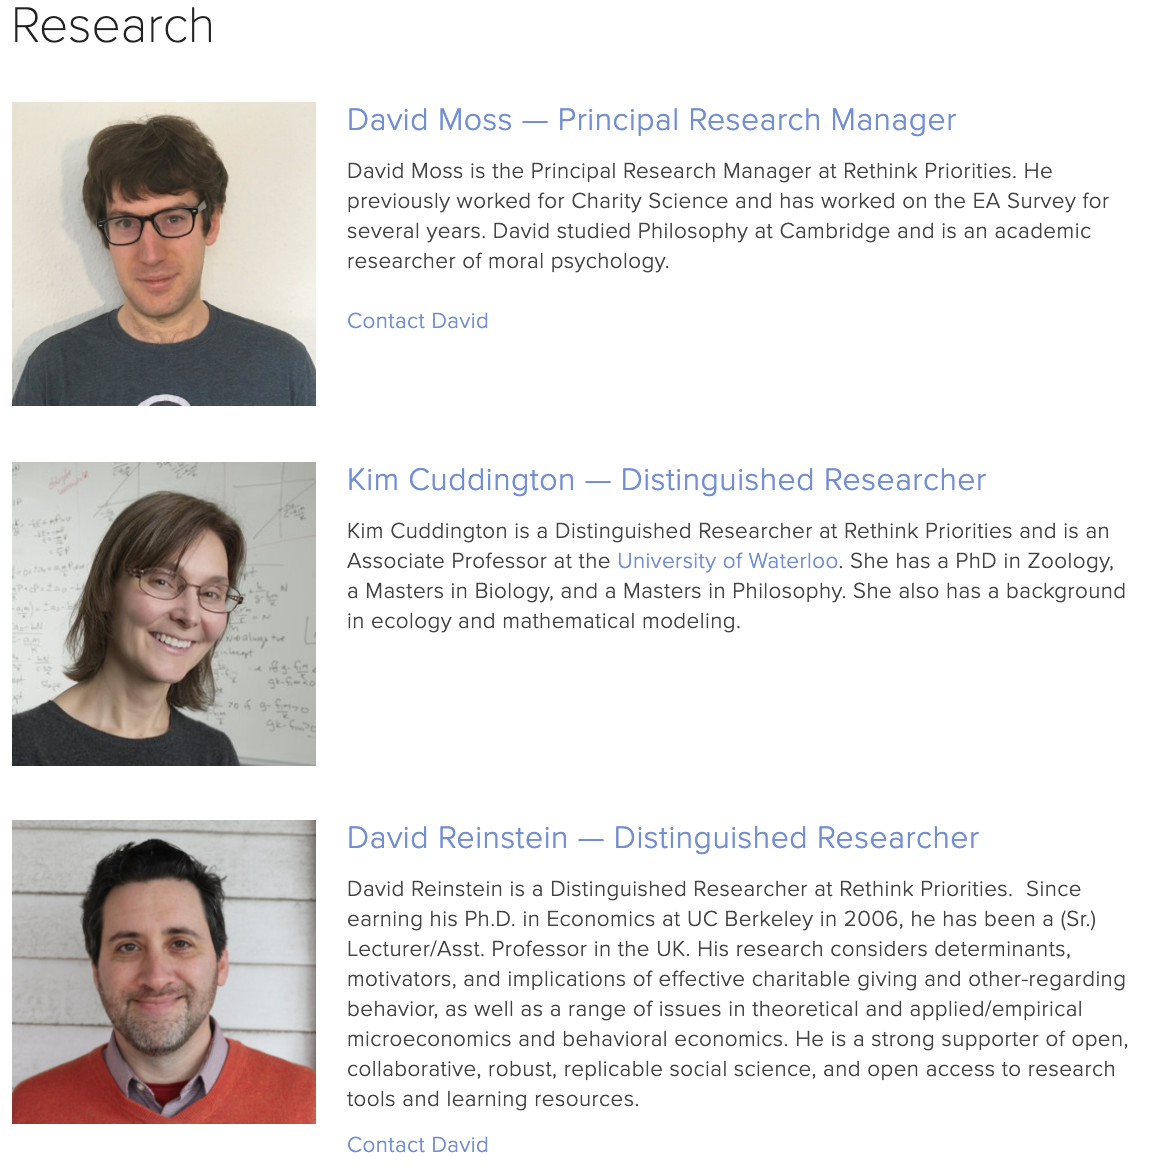 Research
David Moss — Principal Research Manager
David Moss is the Principal Research Manager at Rethink Priorities. He
previously worked for Charity Science and has worked on the EA Survey for
several years. David studied Philosophy at Cambridge and is an academic
researcher of moral psychology.
Contact David
Kim Cuddington — Distinguished Researcher
Kim Cuddington is a Distinguished Researcher at Rethink Priorities and is an
Associate Professor at the University of Waterloo. She has a PhD in Zoology,
a Masters in Biology, and a Masters in Philosophy. She also has a background
in ecology and mathematical modeling.
David Reinstein — Distinguished Researcher
David Reinstein is a Distinguished Researcher at Rethink Priorities.  Since
earning his Ph.D. in Economics at UC Berkeley in 2006, he has been a (Sr.)
Lecturer/Asst. Professor in the UK. His research considers determinants,
motivators, and implications of effective charitable giving and other-regarding
behavior, as well as a range of issues in theoretical and applied/empirical
microeconomics and behavioral economics. He is a strong supporter of open,
collaborative, robust, replicable social science, and open access to research
tools and learning resources.
Contact David